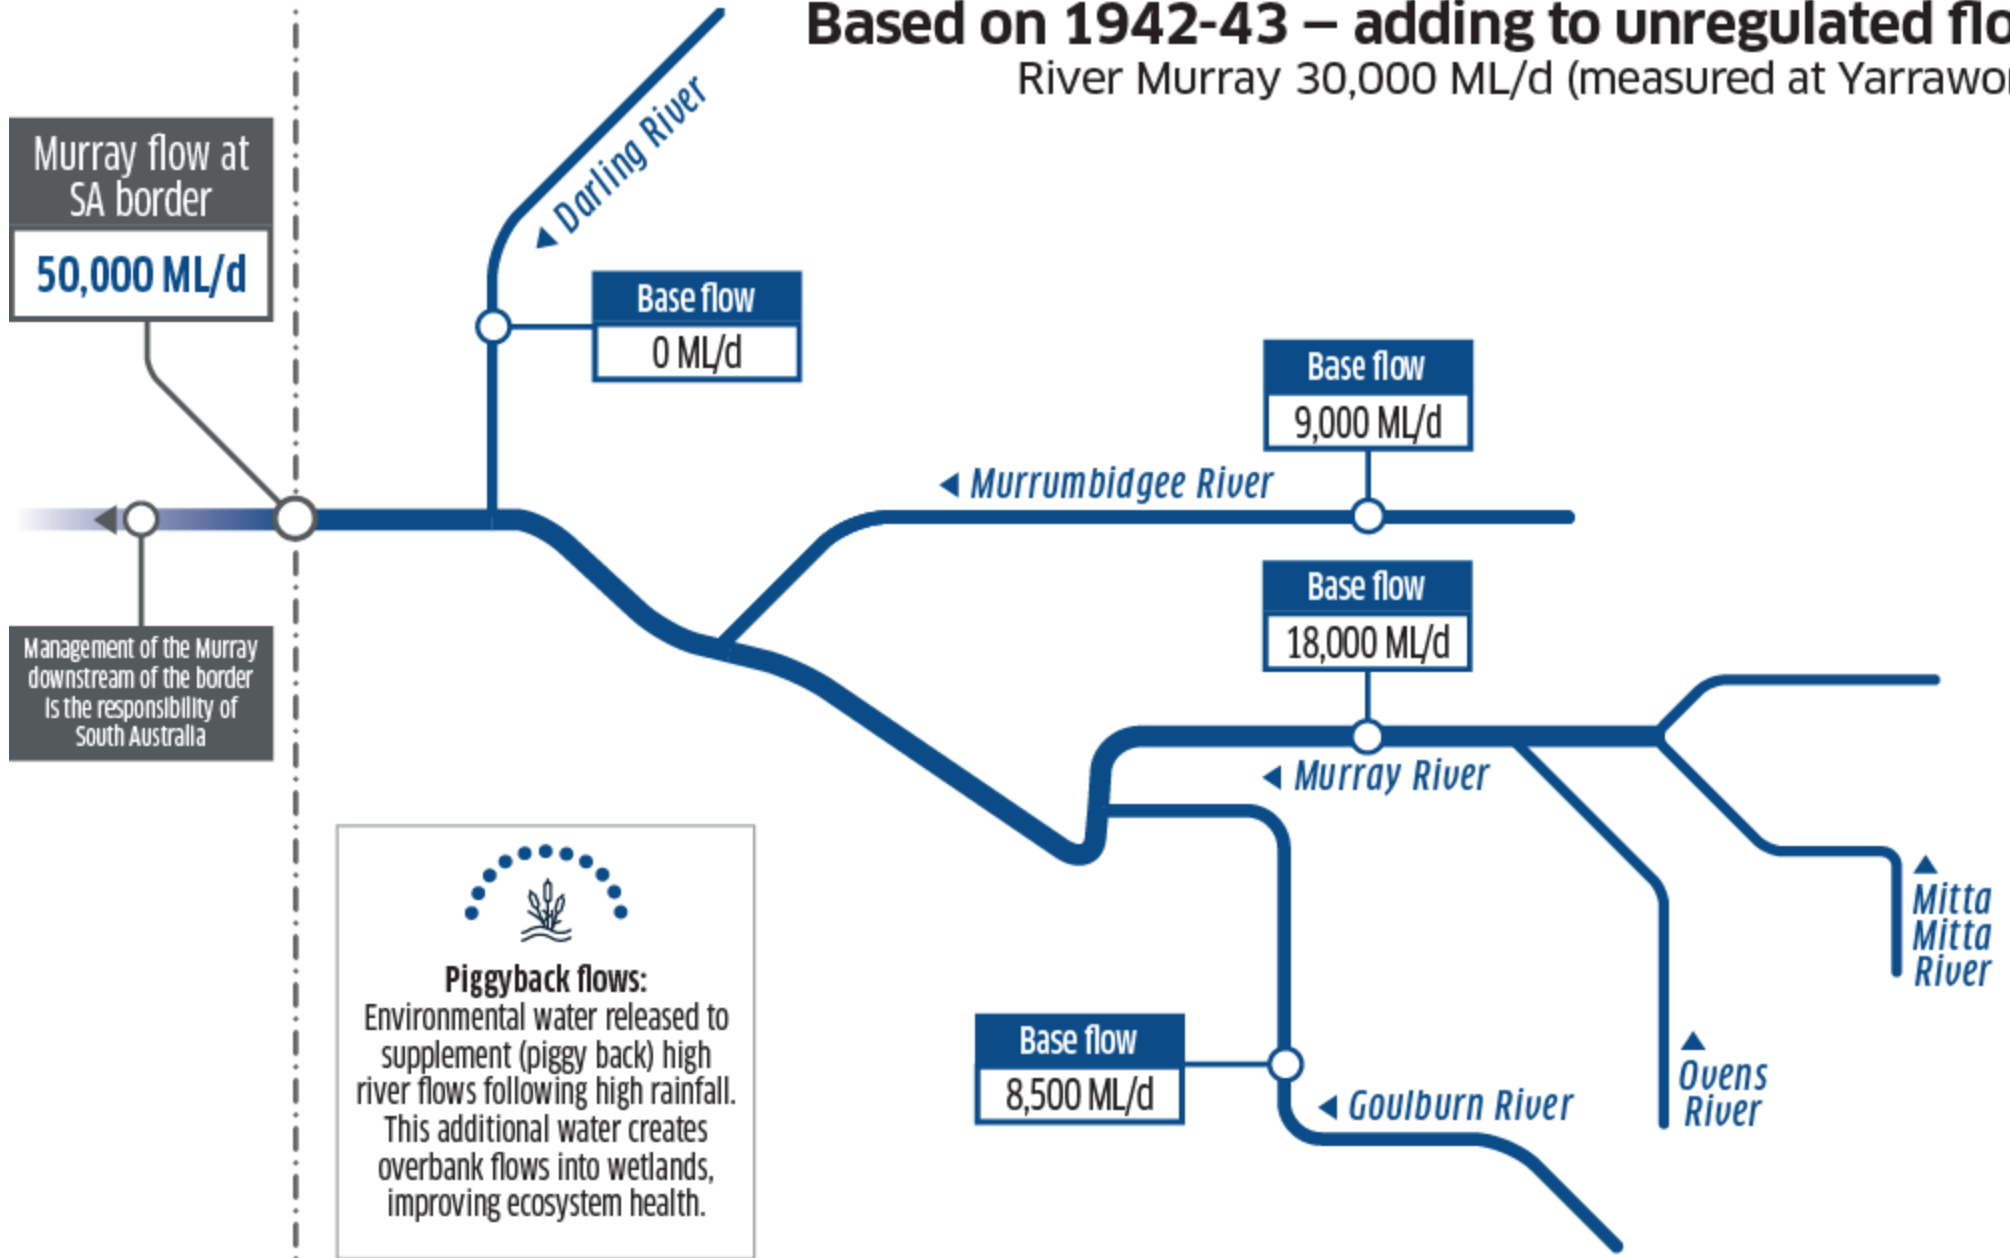 Based on 1942-43 – adding to unregulated flo
River Murray 30,000 ML/d (measured at Yarrawo
Murray flow at
SA border
50,000 ML/d
◀ Darling River
Base flow
0 ML/d
Base flow
9,000 ML/d
◀ Murrumbidgee River
Base flow
18,000 ML/d
◀ Murray River
Management of the Murray
downstream of the border
is the responsibility of
South Australia
▲
Mitta
Mitta
River
Piggyback flows:
Environmental water released to
supplement (piggy back) high
river flows following high rainfall.
This additional water creates
overbank flows into wetlands,
improving ecosystem health.
Base flow
8,500 ML/d
◀ Goulburn River
▲
Ovens
River